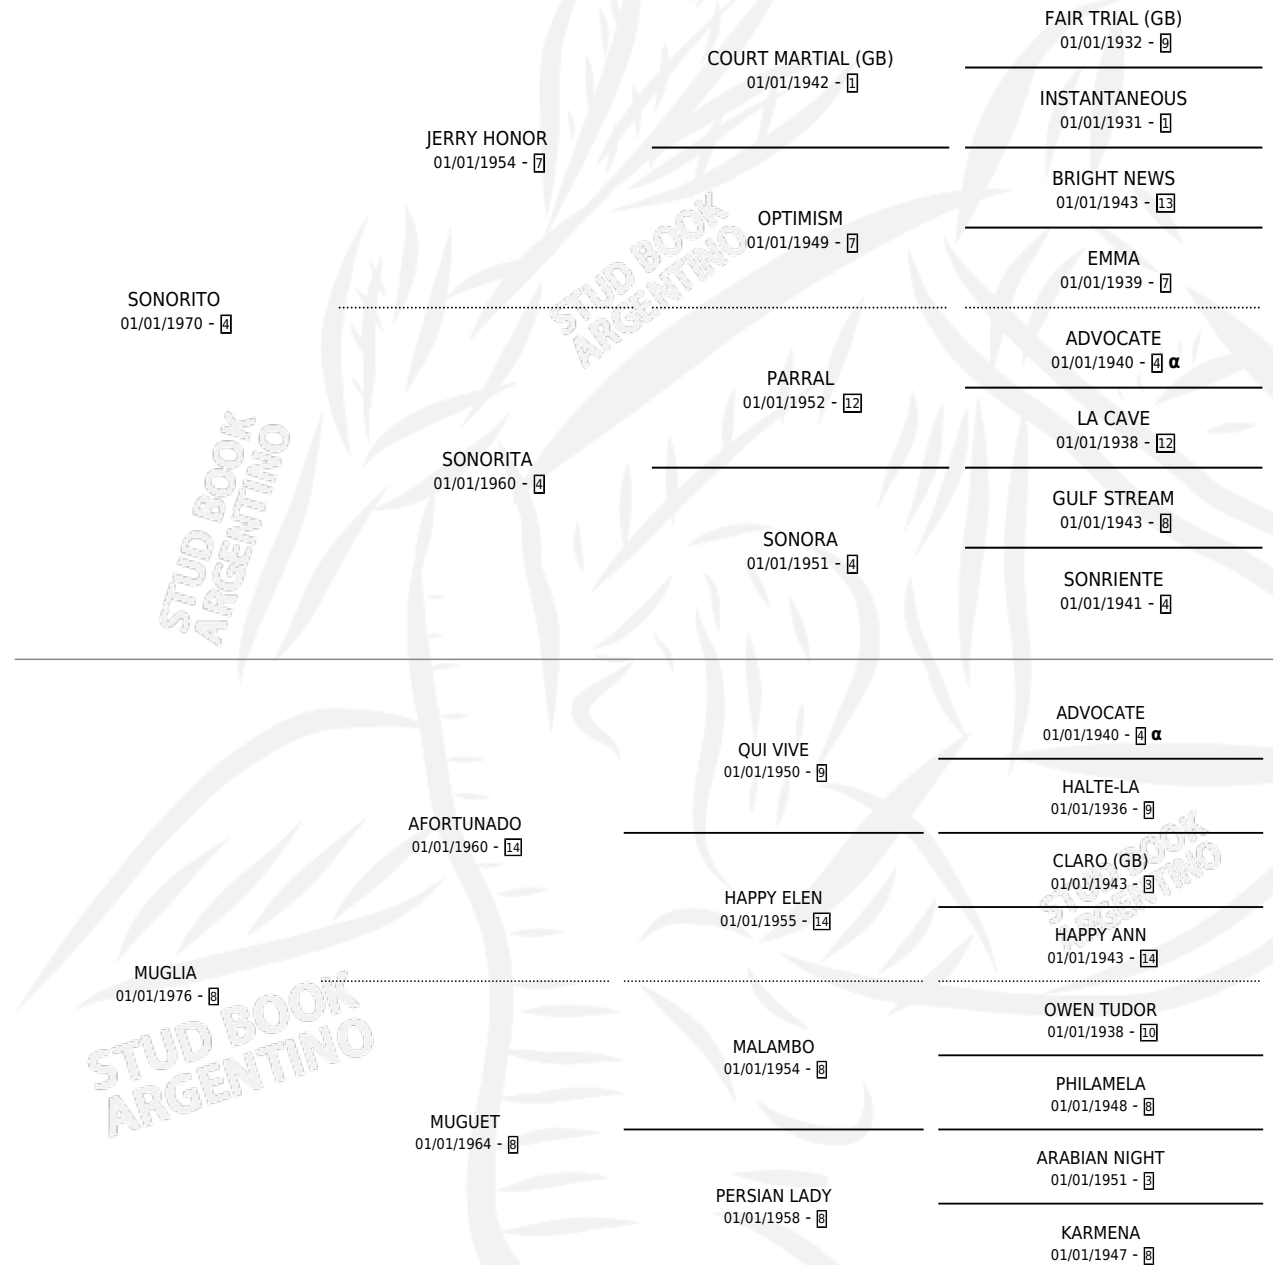 FAIR TRIAL (GB)
01/01/1932 - 9
COURT MARTIAL (GB)
01/01/1942 - 1
INSTANTANEOUS
01/01/1931 - 1
JERRY HONOR
01/01/1954 - 7
BRIGHT NEWS
01/01/1943 - 13
OPTIMISM
01/01/1949 - 7
EMMA
01/01/1939 - 7
SONORITO
01/01/1970 - 4
ADVOCATE
01/01/1940 - 4 α
PARRAL
01/01/1952 - 12
LA CAVE
01/01/1938 - 12
SONORITA
01/01/1960 - 4
GULF STREAM
01/01/1943 - 8
SONORA
01/01/1951 - 4
SONRIENTE
01/01/1941 - 4
STUD BOOK
ARGENTINO
STUD BOOK
ARGENTINO
ADVOCATE
01/01/1940 - 4 α
QUI VIVE
01/01/1950 - 9
HALTE-LA
01/01/1936 - 9
AFORTUNADO
01/01/1960 - 14
CLARO (GB)
01/01/1943 - 3
HAPPY ELEN
01/01/1955 - 14
HAPPY ANN
01/01/1943 - 14
MUGLIA
01/01/1976 - 8
OWEN TUDOR
01/01/1938 - 10
MALAMBO
01/01/1954 - 8
PHILAMELA
01/01/1948 - 8
MUGUET
01/01/1964 - 8
ARABIAN NIGHT
01/01/1951 - 3
PERSIAN LADY
01/01/1958 - 8
KARMENA
01/01/1947 - 8
STUD BOOK
ARGENTINO
STUD BOOK
ARGENTINO